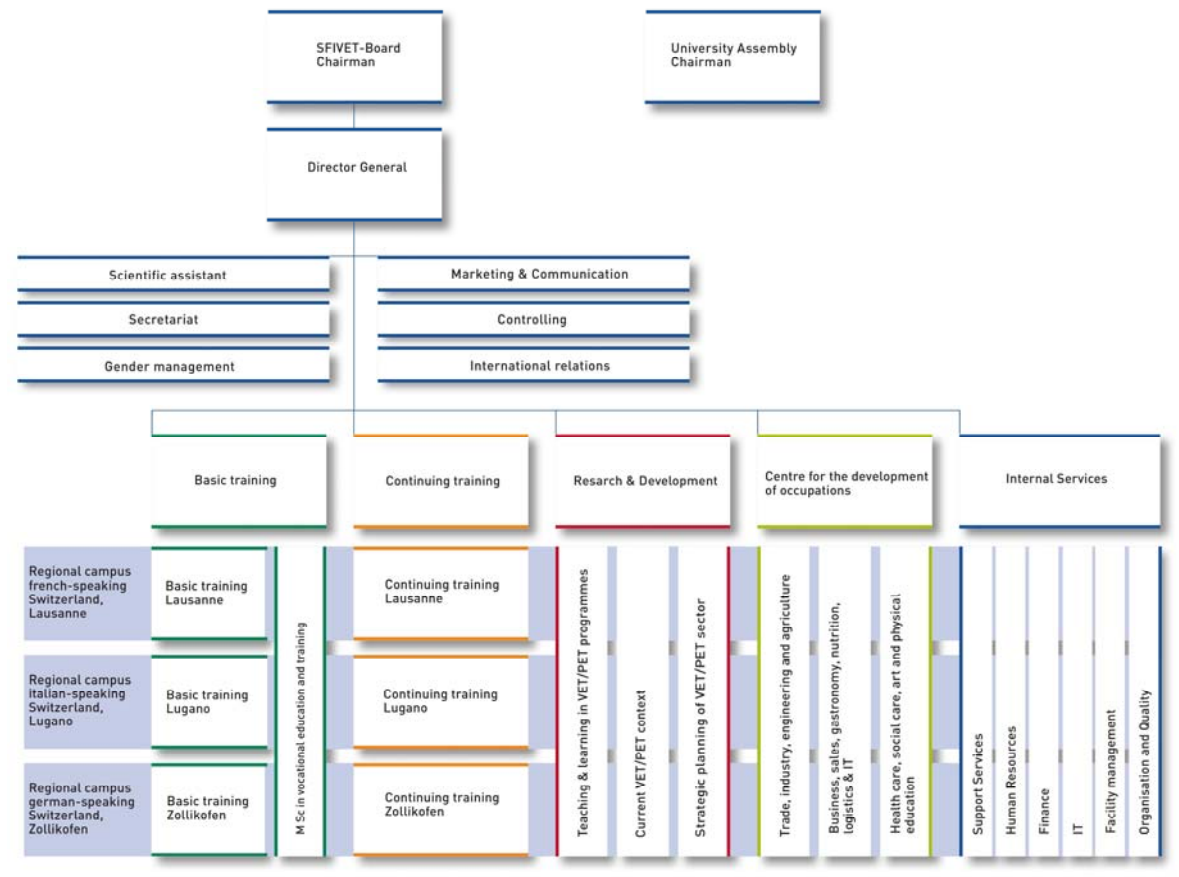 SFIVET-Board
Chairman
University Assembly
Chairman
Director General
Scientific assistant
Marketing & Communication
Secretariat
Controlling
Gender management
International relations
Basic training
Continuing training
Resarch & Development
Centre for the development
of occupations
Internal Services
Regional campus
french-speaking
Switzerland,
Lausanne
Basic training
Lausanne
Continuing training
Lausanne
Regional campus
italian-speaking
Switzerland,
Lugano
Basic training
Lugano
Continuing training
Lugano
Regional campus
german-speaking
Switzerland,
Zollikofen
Basic training
Zollikofen
Continuing training
Zollikofen
M Sc in vocational education and training
Teaching & learning in VET/PET programmes
Current VET/PET context
Strategic planning of VET/PET sector
Trade, industry, engineering and agriculture
Business, sales, gastronomy, nutrition,
logistics & IT
Health care, social care, art and physical
education
Support Services
Human Resources
Finance
IT
Facility management
Organisation and Quality